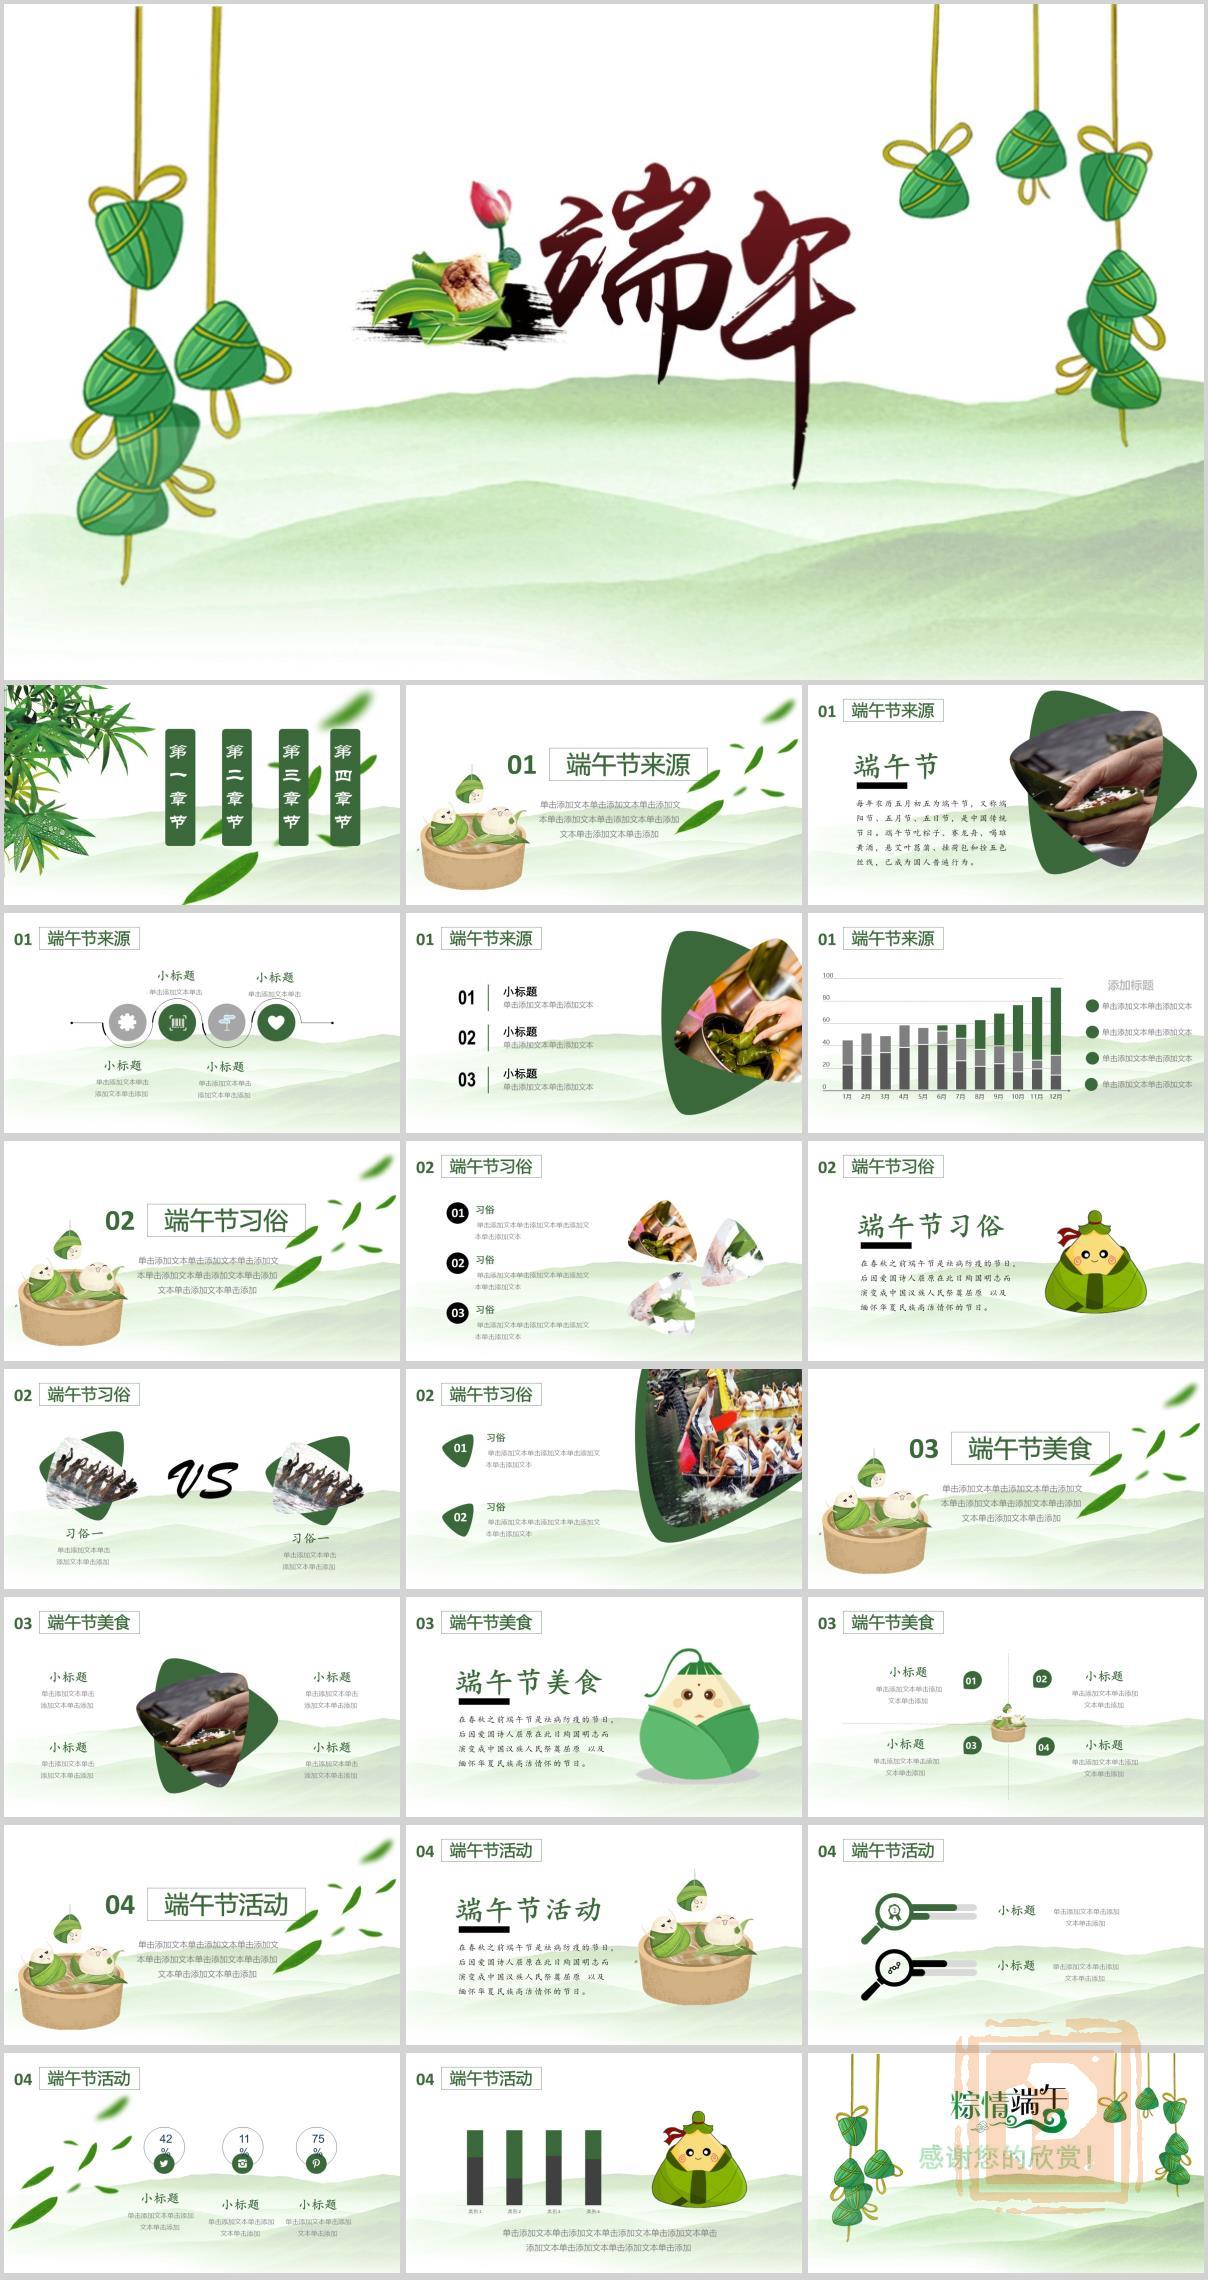 端午
第一章节
第二章节
第三章节
第四章节
01 端午节来源
单击添加文本单击添加文本单击添加文
本单击添加文本单击添加文本单击添加
文本单击添加文本单击添加
01 端午节来源
端午节
每年农历五月初五为端午节，又称端
阳节、五月节、五日节，是中国传统
节日。端午节吃粽子、赛龙舟、喝雄
黄酒，悬艾叶菖蒲、挂荷包和拴五色
丝线，已成为国人普遍行为。
01 端午节来源
小标题
单击添加文本单击
小标题
单击添加文本单击
小标题
单击添加文本单击
添加文本单击添加
小标题
单击添加文本单击
添加文本单击添加
01 端午节来源
01 小标题
单击添加文本单击添加文本
02 小标题
单击添加文本单击添加文本
03 小标题
单击添加文本单击添加文本
01 端午节来源
100
80
60
40
20
0
1月 2月 3月 4月 5月 6月 7月 8月 9月 10月 11月 12月
添加标题
单击添加文本单击添加文本
单击添加文本单击添加文本
单击添加文本单击添加文本
单击添加文本单击添加文本
02 端午节习俗
单击添加文本单击添加文本单击添加文
本单击添加文本单击添加文本单击添加
文本单击添加文本单击添加
02 端午节习俗
01 习俗
单击添加文本单击添加文本单击添加文
本单击添加文本
02 习俗
单击添加文本单击添加文本单击添加文
本单击添加文本
03 习俗
单击添加文本单击添加文本单击添加文
本单击添加文本
02 端午节习俗
端午节习俗
在春秋之前端午节是祛病防疫的节日，
后因爱国诗人屈原在此日殉国明志而
演变成中国汉族人民祭奠屈原 以及
缅怀华夏民族高洁情怀的节日。
02 端午节习俗
VS
习俗一
单击添加文本单击
添加文本单击添加
习俗一
单击添加文本单击
添加文本单击添加
02 端午节习俗
01 习俗
单击添加文本单击添加文本单击添加文
本单击添加文本
02 习俗
单击添加文本单击添加文本单击添加文
本单击添加文本
03 端午节美食
单击添加文本单击添加文本单击添加文
本单击添加文本单击添加文本单击添加
文本单击添加文本单击添加
03 端午节美食
小标题
单击添加文本单击
添加文本单击添加
小标题
单击添加文本单击
添加文本单击添加
小标题
单击添加文本单击
添加文本单击添加
小标题
单击添加文本单击
添加文本单击添加
03 端午节美食
端午节美食
在春秋之前端午节是祛病防疫的节日，
后因爱国诗人屈原在此日殉国明志而
演变成中国汉族人民祭奠屈原 以及
缅怀华夏民族高洁情怀的节日。
03 端午节美食
小标题 01
单击添加文本单击添加
文本单击添加
02 小标题
单击添加文本单击添加
文本单击添加
小标题 03
单击添加文本单击添加
文本单击添加
04 小标题
单击添加文本单击添加
文本单击添加
04 端午节活动
单击添加文本单击添加文本单击添加文
本单击添加文本单击添加文本单击添加
文本单击添加文本单击添加
04 端午节活动
端午节活动
在春秋之前端午节是祛病防疫的节日，
后因爱国诗人屈原在此日殉国明志而
演变成中国汉族人民祭奠屈原 以及
缅怀华夏民族高洁情怀的节日。
04 端午节活动
小标题
单击添加文本单击添加
文本单击添加
小标题
单击添加文本单击添加
文本单击添加
04 端午节活动
42
%
11
%
75
%
小标题
单击添加文本单击添加
文本单击添加
小标题
单击添加文本单击添加
文本单击添加
小标题
单击添加文本单击添加
文本单击添加
04 端午节活动
类别 1 类别 2 类别 3 类别 4
单击添加文本单击添加文本单击添加文本单击添加文本单击
添加文本单击添加文本单击添加文本单击添加
粽情端午
感谢您的欣赏！